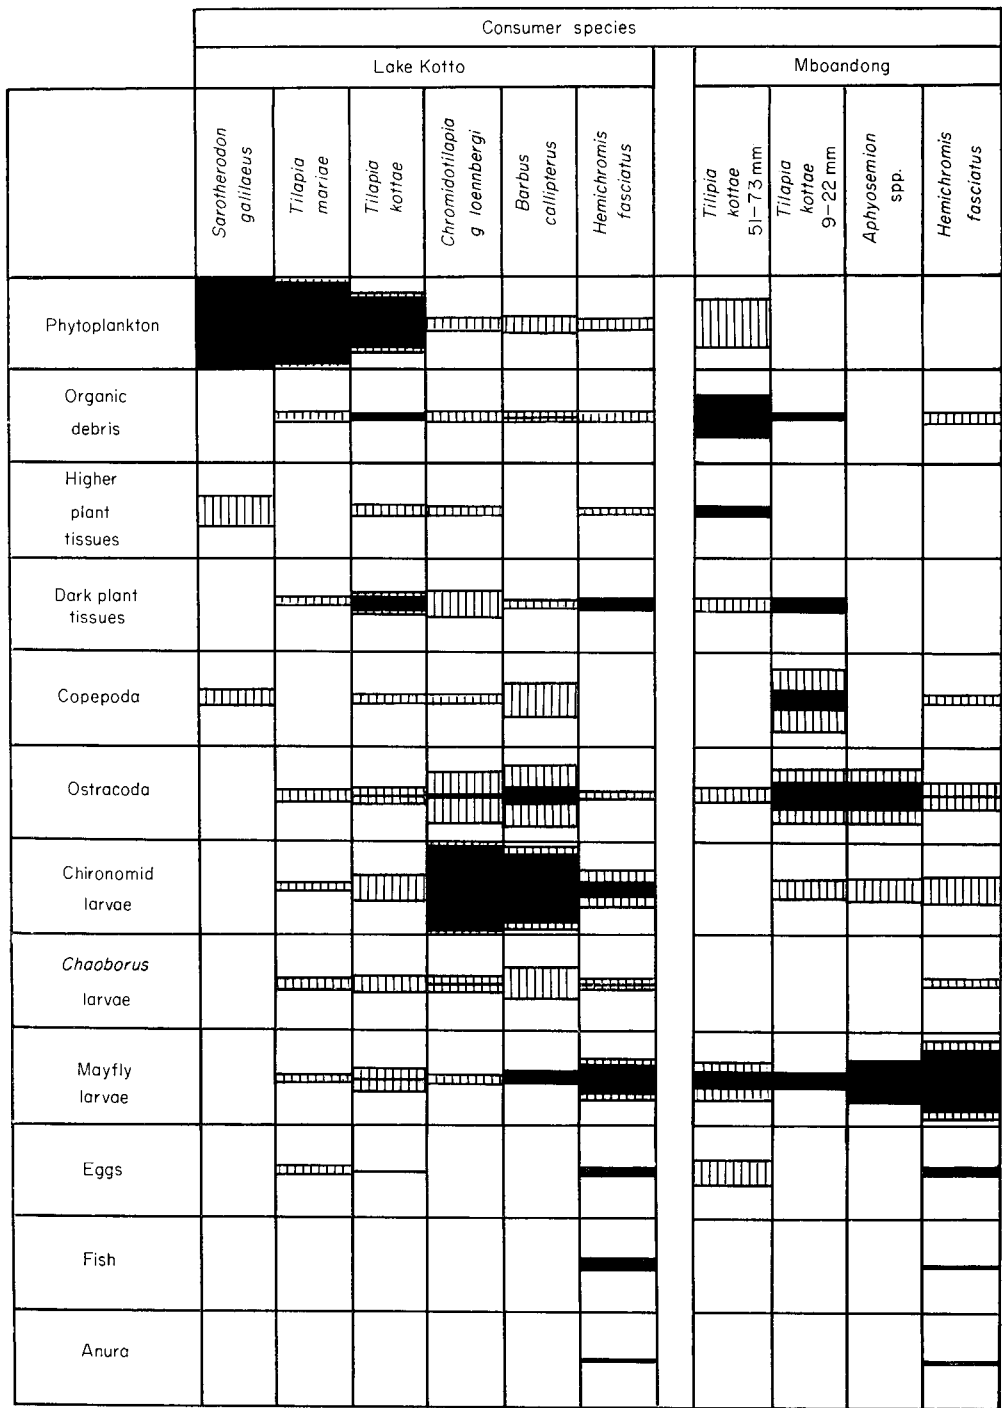 Consumer species
Lake Kotto
Mboandong
Sarotherodon
galilaeus
Tilapia
mariae
Tilapia
kottae
Chromidotilapia
g loennbergi
Barbus
callipterus
Hemichromis
fasciatus
Tilipia
kottae
51–73 mm
Tilapia
kottae
9–22 mm
Aphyosemion
spp.
Hemichromis
fasciatus
Phytoplankton
Organic
debris
Higher
plant
tissues
Dark plant
tissues
Copepoda
Ostracoda
Chironomid
larvae
Chaoborus
larvae
Mayfly
larvae
Eggs
Fish
Anura